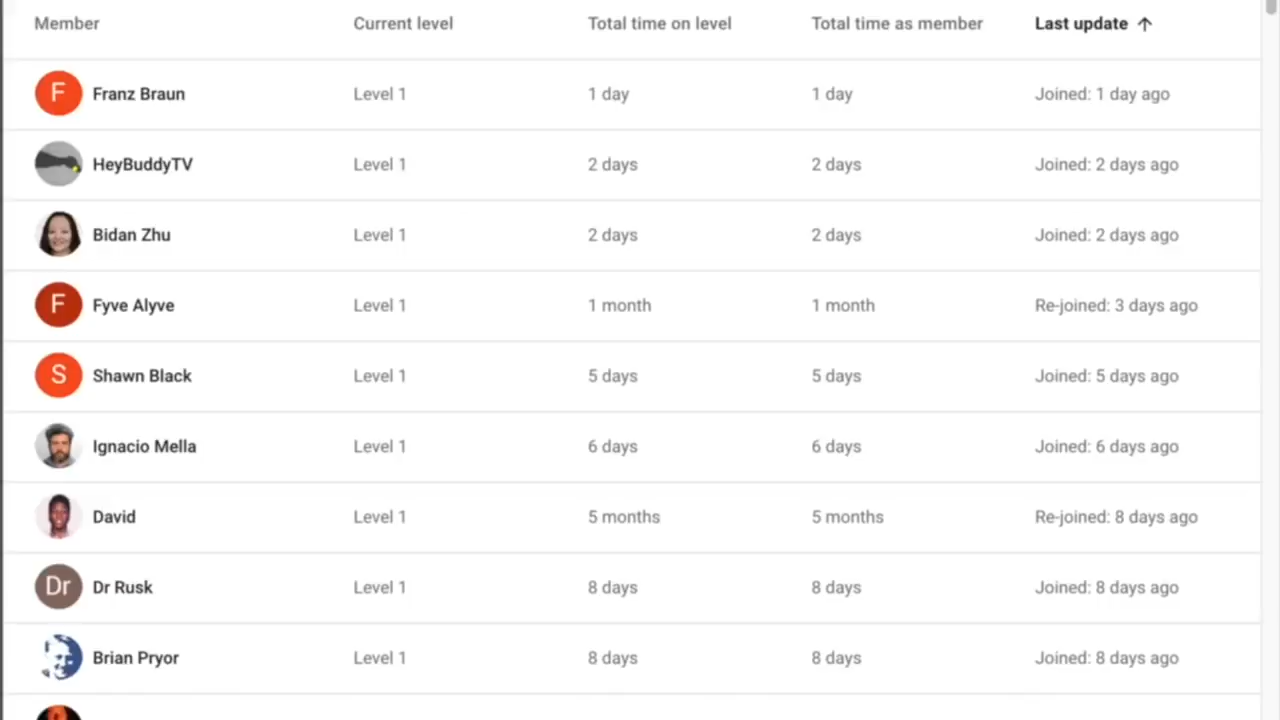 Member Current level Total time on level Total time as member Last update ↑
F Franz Braun Level 1 1 day 1 day Joined: 1 day ago
HeyBuddyTV Level 1 2 days 2 days Joined: 2 days ago
Bidan Zhu Level 1 2 days 2 days Joined: 2 days ago
F Fyve Alyve Level 1 1 month 1 month Re-joined: 3 days ago
S Shawn Black Level 1 5 days 5 days Joined: 5 days ago
Ignacio Mella Level 1 6 days 6 days Joined: 6 days ago
David Level 1 5 months 5 months Re-joined: 8 days ago
Dr Dr Rusk Level 1 8 days 8 days Joined: 8 days ago
Brian Pryor Level 1 8 days 8 days Joined: 8 days ago